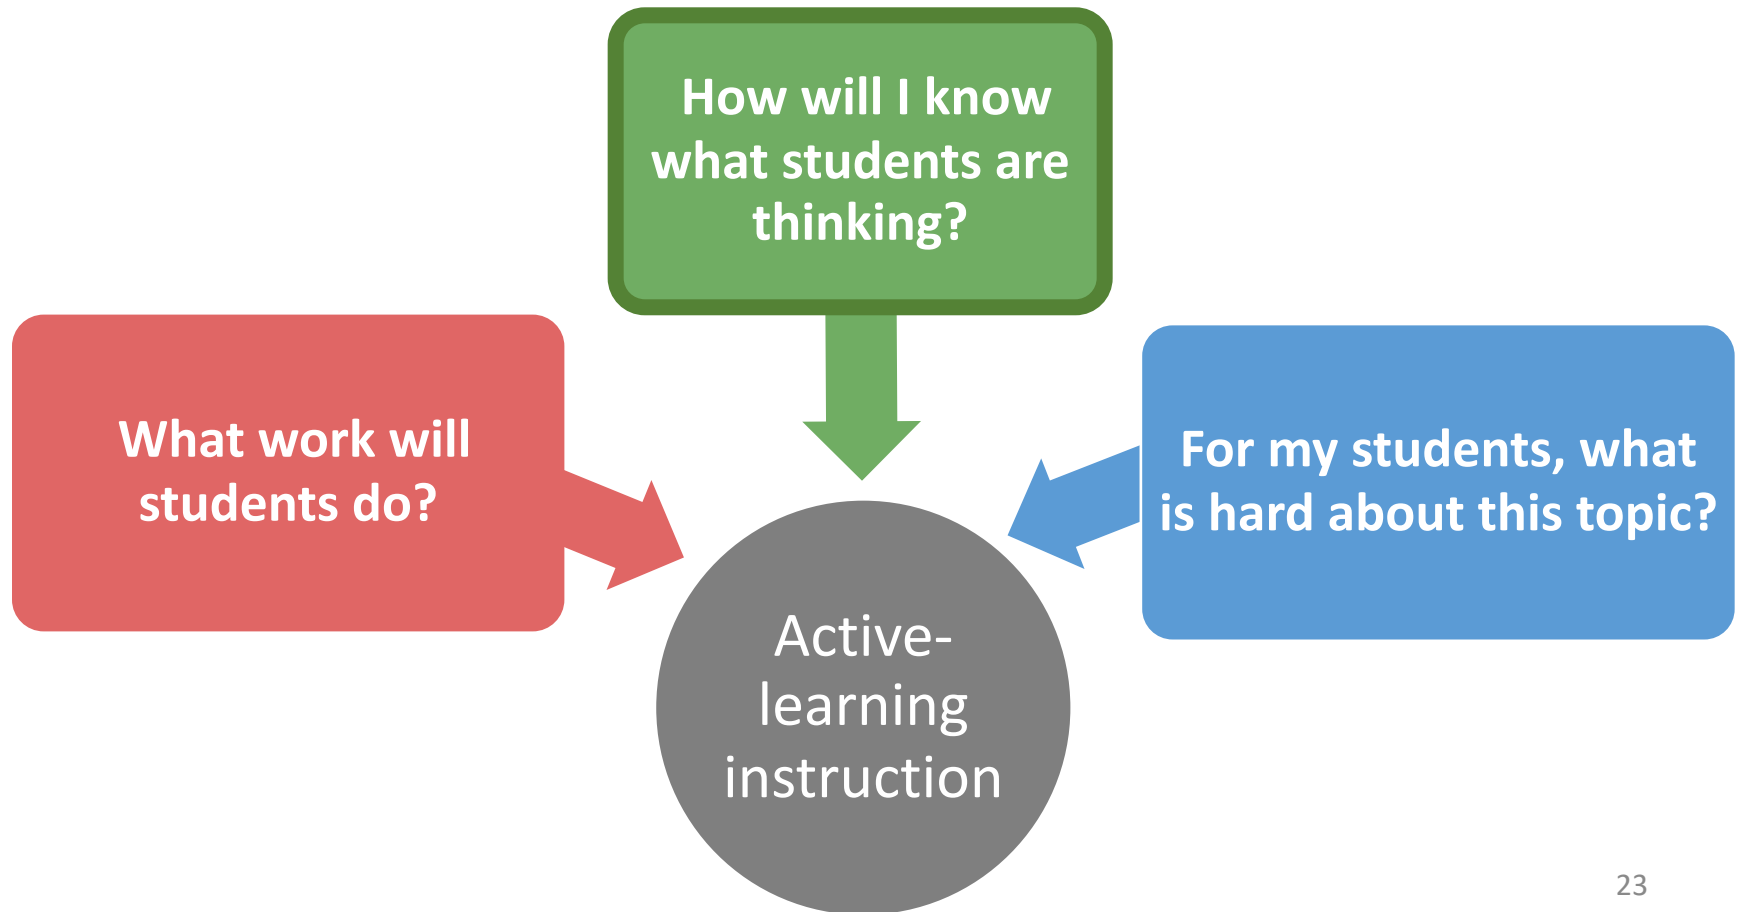 How will I know
what students are
thinking?
What work will
students do?
For my students, what
is hard about this topic?
Active-
learning
instruction
23